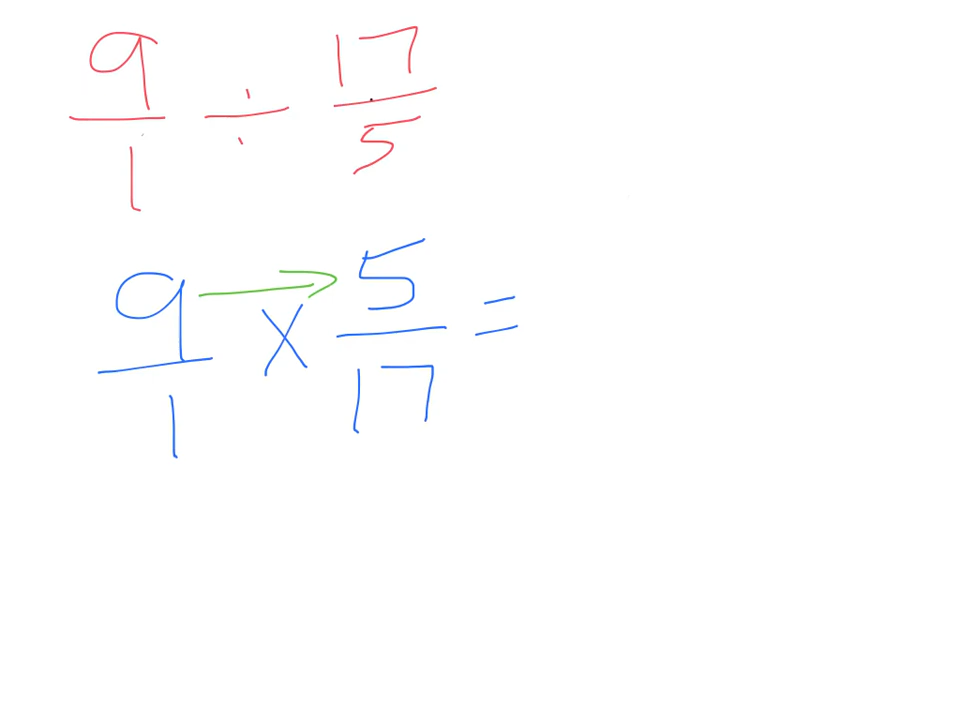 9/1 ÷ 17/5
9/1 x 5/17 =